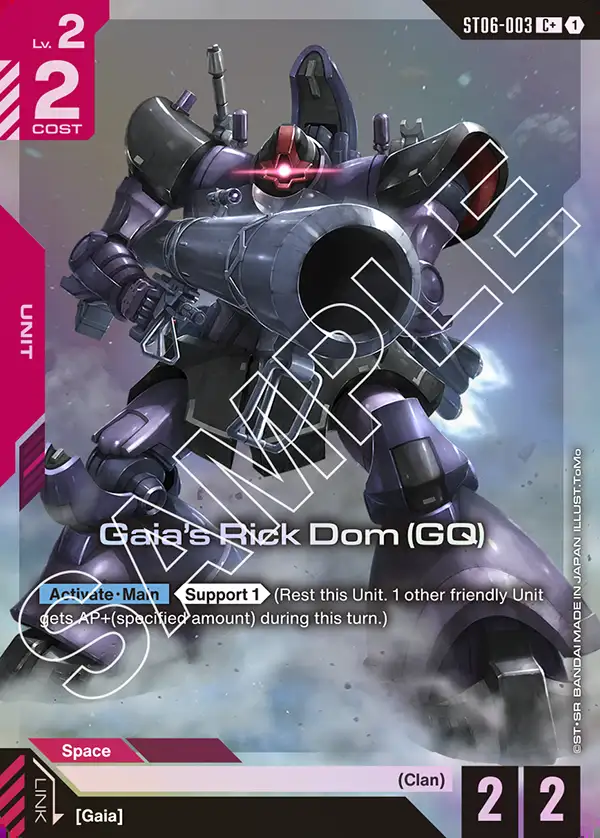 Lv. 2
2
COST
ST06-003 C+ 1
UNIT
SAMPLE
Gaia's Rick Dom (GQ)
Activate･Main Support 1 (Rest this Unit. 1 other friendly Unit
gets AP+(specified amount) during this turn.)
©ST･SR BANDAI MADE IN JAPAN ILLUST.ToMo
Space
(Clan)
LINK
[Gaia]
2 2